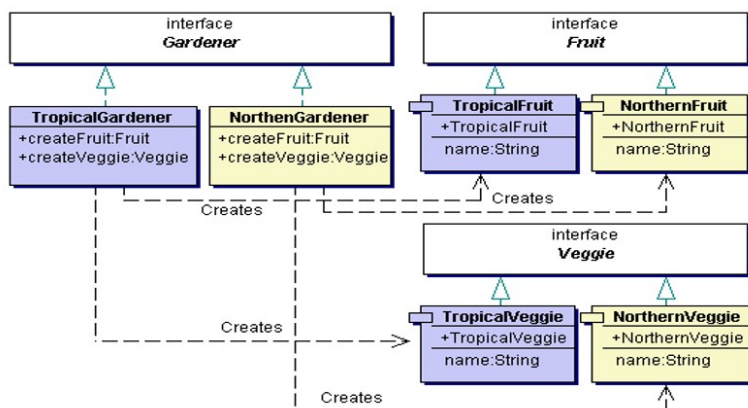 interface
Gardener
interface
Fruit
TropicalGardener
+createFruit:Fruit
+createVeggie:Veggie
NorthenGardener
+createFruit:Fruit
+createVeggie:Veggie
TropicalFruit
+TropicalFruit
name:String
NorthernFruit
+NorthernFruit
name:String
Creates
Creates
interface
Veggie
TropicalVeggie
+TropicalVeggie
name:String
NorthernVeggie
+NorthernVeggie
name:String
Creates
Creates